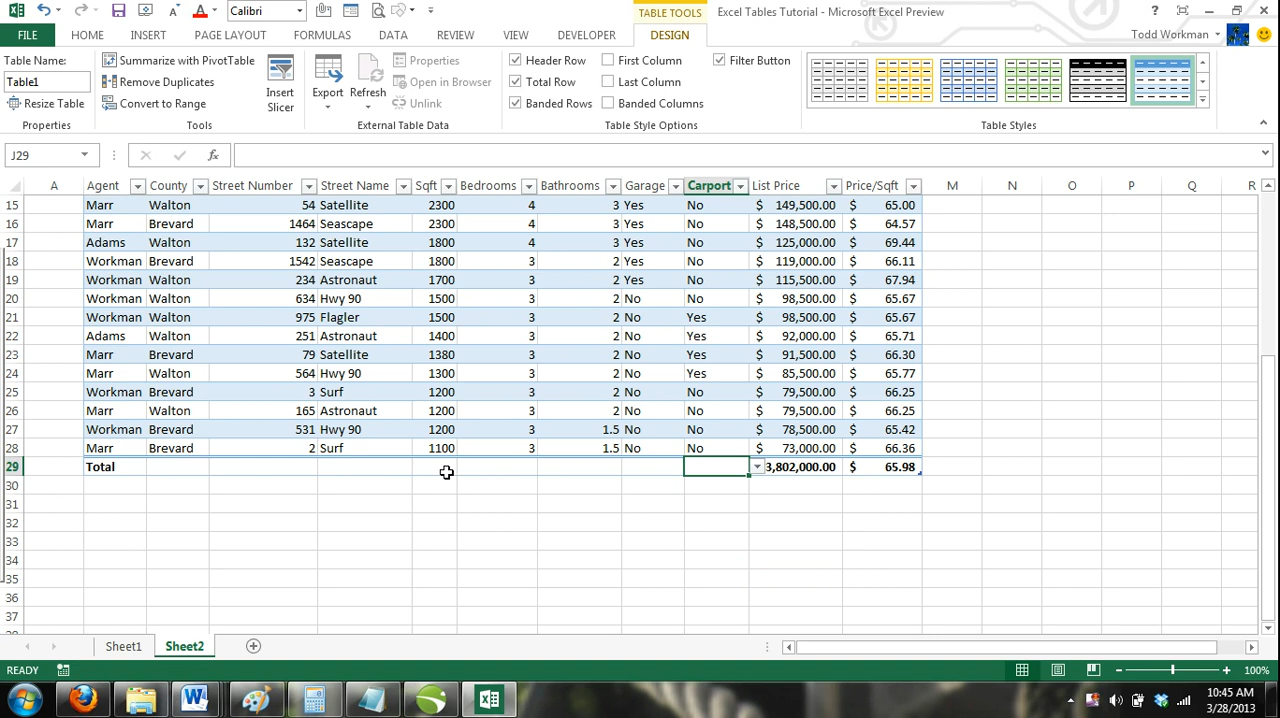 Calibri
TABLE TOOLS
Excel Tables Tutorial - Microsoft Excel Preview
?
FILE HOME INSERT PAGE LAYOUT FORMULAS DATA REVIEW VIEW DEVELOPER DESIGN Todd Workman
Table Name: Summarize with PivotTable Properties Header Row First Column Filter Button
Table1 Remove Duplicates Insert Slicer Export Refresh Open in Browser Total Row Last Column
Resize Table Convert to Range Unlink Banded Rows Banded Columns
Properties Tools External Table Data Table Style Options Table Styles
J29 fx
A Agent County Street Number Street Name Sqft Bedrooms Bathrooms Garage Carport List Price Price/Sqft M N O P Q R
15 Marr Walton 54 Satellite 2300 4 3 Yes No $ 149,500.00 $ 65.00
16 Marr Brevard 1464 Seascape 2300 4 3 Yes No $ 148,500.00 $ 64.57
17 Adams Walton 132 Satellite 1800 4 3 Yes No $ 125,000.00 $ 69.44
18 Workman Brevard 1542 Seascape 1800 3 2 Yes No $ 119,000.00 $ 66.11
19 Workman Walton 234 Astronaut 1700 3 2 Yes No $ 115,500.00 $ 67.94
20 Workman Walton 634 Hwy 90 1500 3 2 No No $ 98,500.00 $ 65.67
21 Workman Walton 975 Flagler 1500 3 2 No Yes $ 98,500.00 $ 65.67
22 Adams Walton 251 Astronaut 1400 3 2 No Yes $ 92,000.00 $ 65.71
23 Marr Brevard 79 Satellite 1380 3 2 No Yes $ 91,500.00 $ 66.30
24 Marr Walton 564 Hwy 90 1300 3 2 No Yes $ 85,500.00 $ 65.77
25 Workman Brevard 3 Surf 1200 3 2 No No $ 79,500.00 $ 66.25
26 Marr Walton 165 Astronaut 1200 3 2 No No $ 79,500.00 $ 66.25
27 Workman Brevard 531 Hwy 90 1200 3 1.5 No No $ 78,500.00 $ 65.42
28 Marr Brevard 2 Surf 1100 3 1.5 No No $ 73,000.00 $ 66.36
29 Total 3,802,000.00 $ 65.98
30
31
32
33
34
35
36
37
Sheet1 Sheet2
READY 100%
10:45 AM
3/28/2013